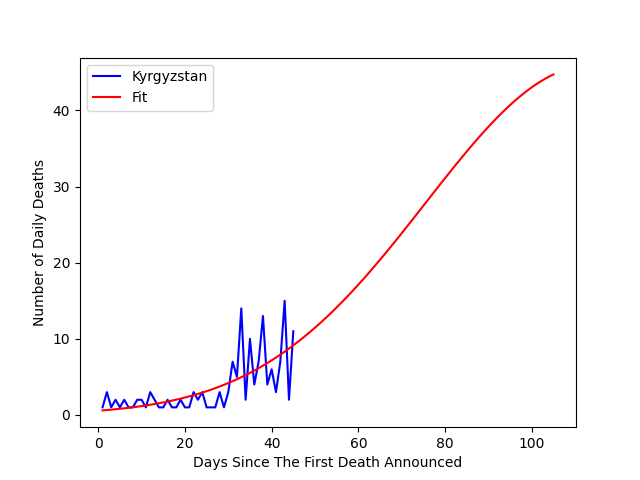 Kyrgyzstan
Fit
Number of Daily Deaths
40
30
20
10
0
0 20 40 60 80 100
Days Since The First Death Announced